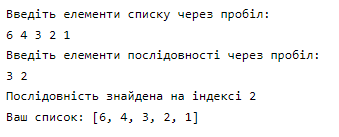 Введіть елементи списку через пробіл:
6 4 3 2 1
Введіть елементи послідовності через пробіл:
3 2
Послідовність знайдена на індексі 2
Ваш список: [6, 4, 3, 2, 1]